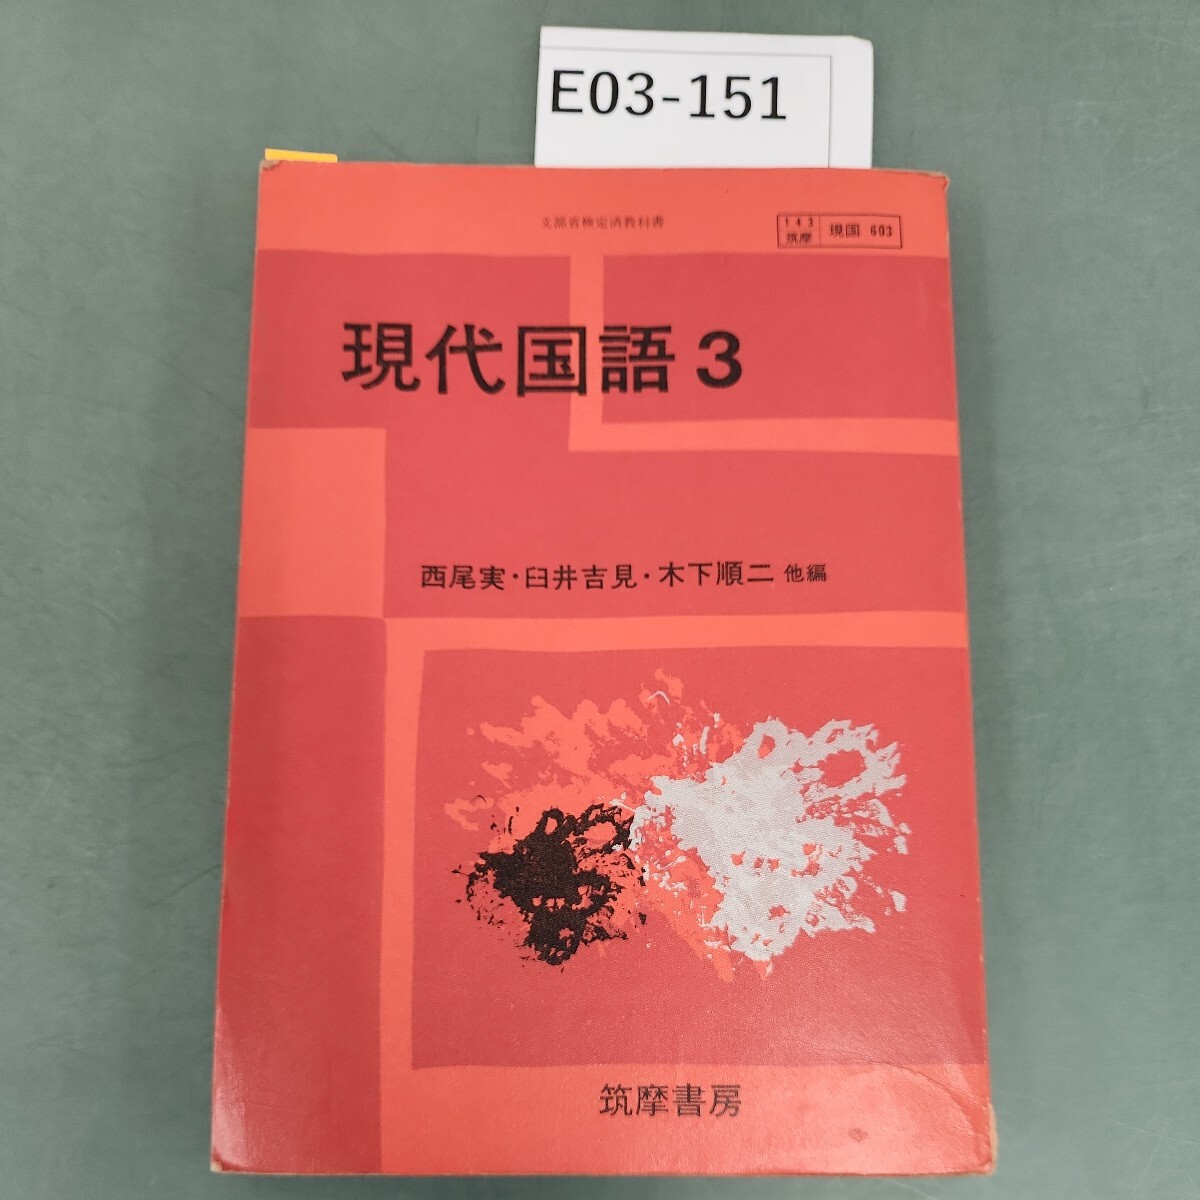 E03-151
文部省検定済教科書
143
筑摩
現国 603
現代国語3
西尾実・臼井吉見・木下順二 他編
筑摩書房